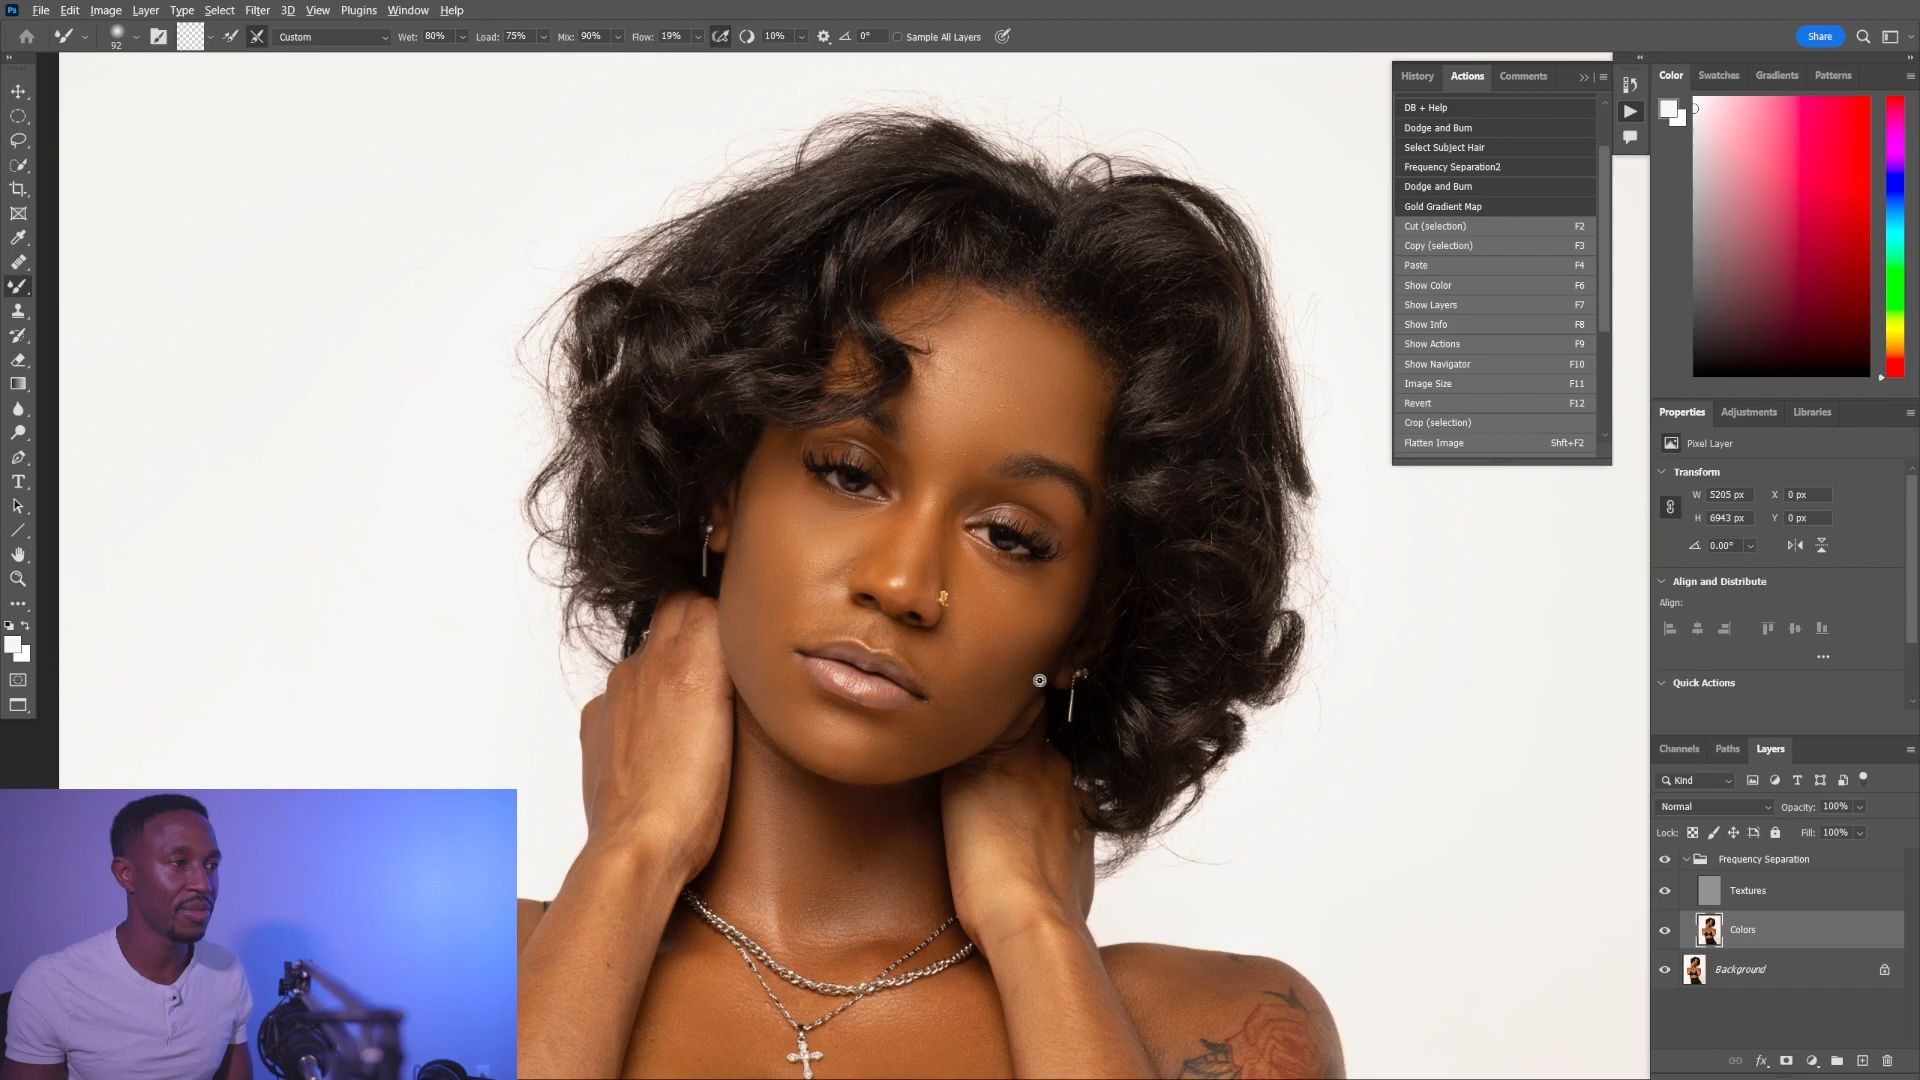 Ps File Edit Image Layer Type Select Filter 3D View Plugins Window Help
92 Custom Wet: 80% Load: 75% Mix: 90% Flow: 19% 10% 0° Sample All Layers Share
History Actions Comments
DB + Help
Dodge and Burn
Select Subject Hair
Frequency Separation2
Dodge and Burn
Gold Gradient Map
Cut (selection) F2
Copy (selection) F3
Paste F4
Show Color F6
Show Layers F7
Show Info F8
Show Actions F9
Show Navigator F10
Image Size F11
Revert F12
Crop (selection)
Flatten Image Shft+F2
Color Swatches Gradients Patterns
Properties Adjustments Libraries
Pixel Layer
Transform
W 5205 px X 0 px
H 6943 px Y 0 px
0.00°
Align and Distribute
Align:
Quick Actions
Channels Paths Layers
Kind
Normal Opacity: 100%
Lock: Fill: 100%
Frequency Separation
Textures
Colors
Background